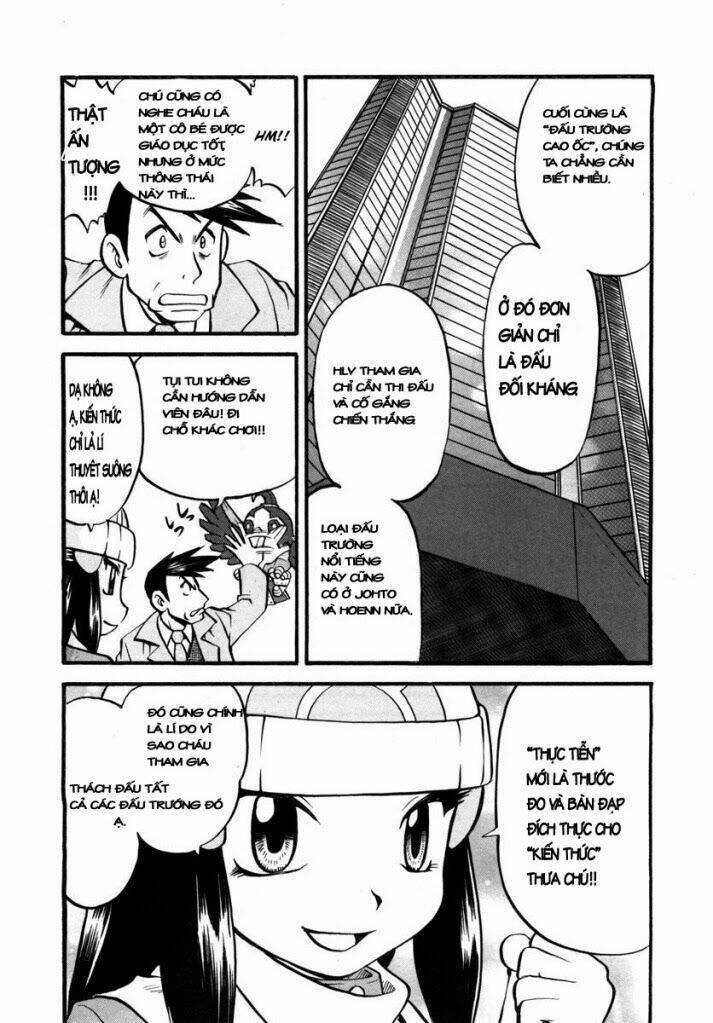 CUỐI CÙNG LÀ
"ĐẤU TRƯỜNG
CAO ỐC", CHÚNG
TA CHẲNG CẦN
BIẾT NHIỀU.
Ở ĐÓ ĐƠN
GIẢN CHỈ
LÀ ĐẤU
ĐỐI KHÁNG
HLV THAM GIA
CHỈ CẦN THI ĐẤU
VÀ CỐ GẮNG
CHIẾN THẮNG
LOẠI ĐẤU
TRƯỜNG
NỔI TIẾNG
NÀY CŨNG
CÓ Ở JOHTO
VÀ HOENN NỮA.
CHÚ CŨNG CÓ
NGHE CHÁU LÀ
MỘT CÔ BÉ ĐƯỢC
GIÁO DỤC TỐT,
NHƯNG Ở MỨC
THÔNG THÁI
NÀY THÌ...
HM!!
THẬT
ẤN
TƯỢNG
!!!
TỤI TUI KHÔNG
CẦN HƯỚNG DẪN
VIÊN ĐÂU! ĐI
CHỖ KHÁC CHƠI!!
DẠ KHÔNG
Ạ, KIẾN THỨC
CHỈ LẢ LÍ
THUYẾT SUÔNG
THÔI Ạ!
"THỰC TIỄN"
MỚI LÀ THƯỚC
ĐO VÀ BÀN ĐẠP
ĐÍCH THỰC CHO
"KIẾN THỨC"
THƯA CHÚ!!
ĐÓ CŨNG CHÍNH
LÀ LÍ DO VÌ
SAO CHÁU
THAM GIA
THÁCH ĐẤU TẤT
CẢ CÁC ĐẤU TRƯỜNG ĐÓ
Ạ.